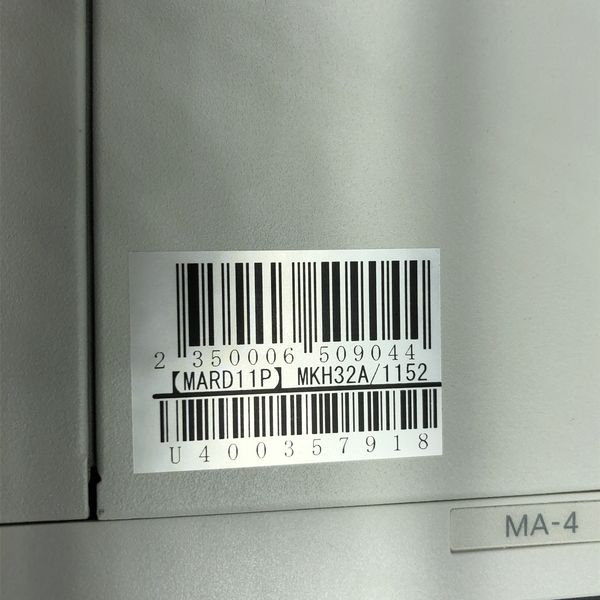 2 350006 509044
【MARD11P】 MKH32A/1152
U400357918
MA-4